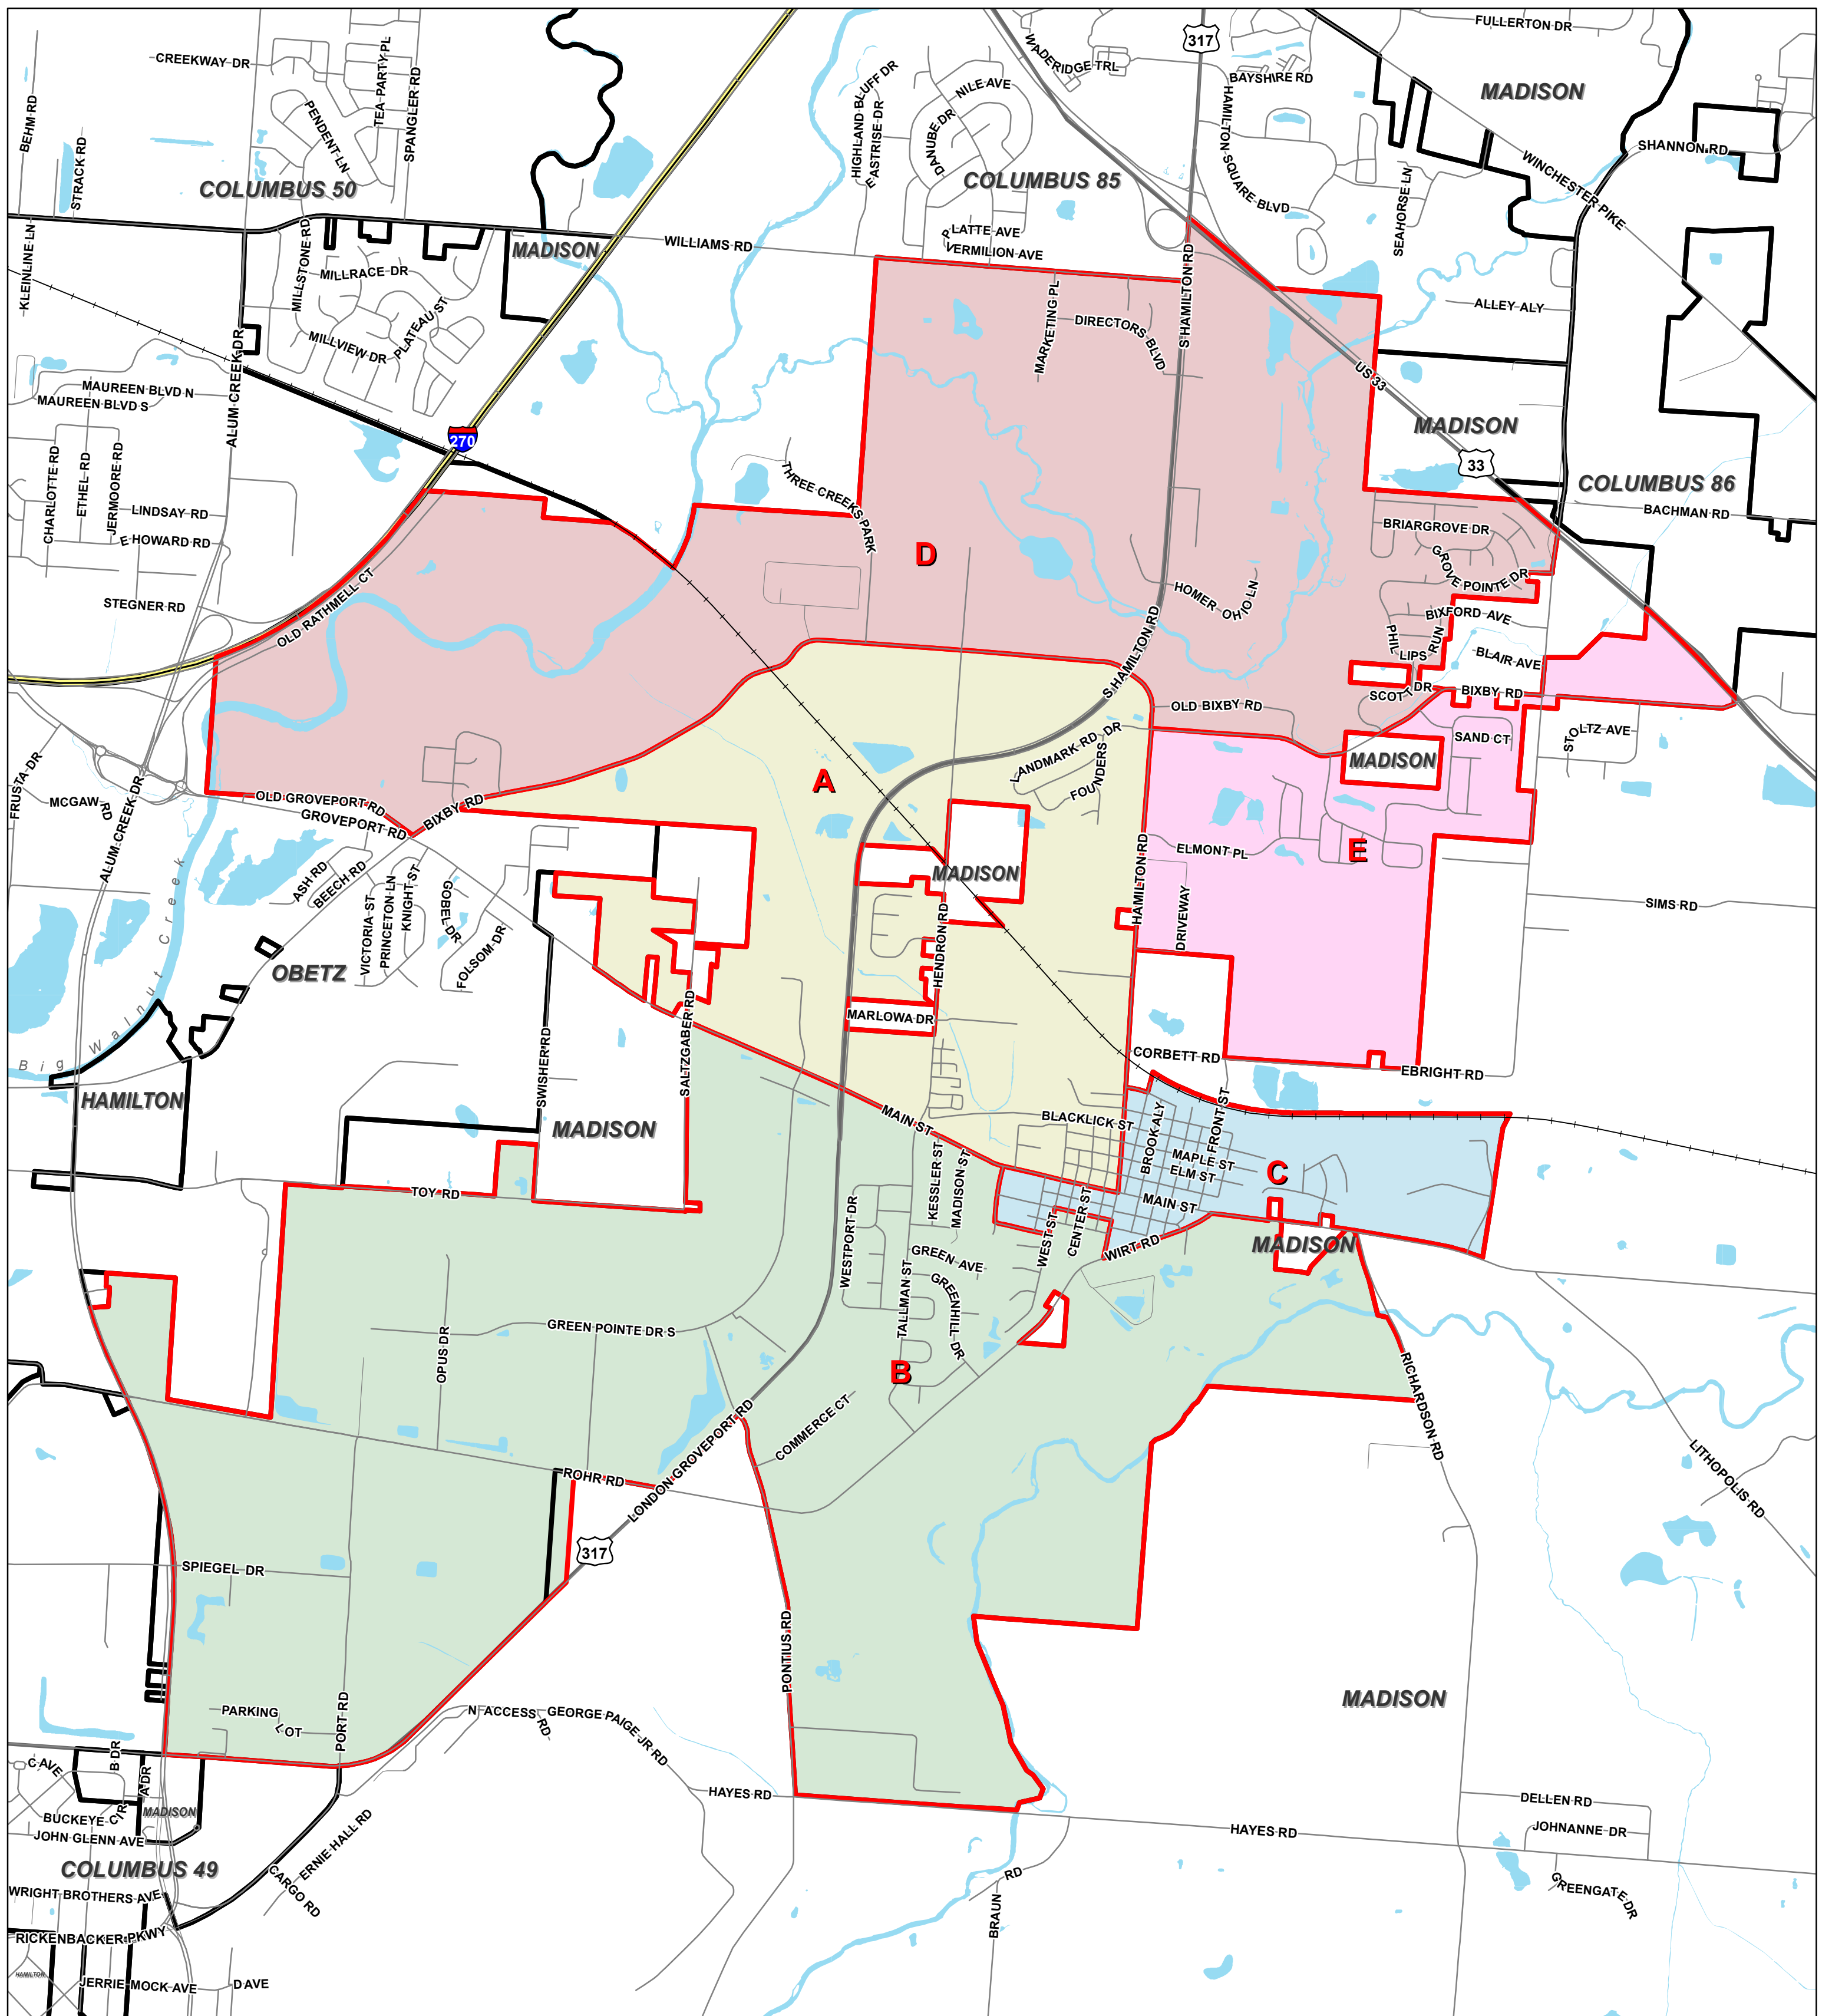 FULLERTON DR
317
WADERIDGE TRL
CREEKWAY DR
TEA PARTY PL
SPANGLER RD
BEHM RD
HIGHLAND BLUFF DR
EASTRISE DR
NILE AVE
DANUBE DR
BAYSHIRE RD
MADISON
HAMILTON SQUARE BLVD
PENDENT LN
STRACK RD
SHANNON RD
WINCHESTER PIKE
COLUMBUS 50
COLUMBUS 85
SEAHORSE LN
KLEINLINE LN
MILLSTONE RD
MADISON
WILLIAMS RD
PLATTE AVE
VERMILION AVE
S HAMILTON RD
MILLRACE DR
MARKETING PL
DIRECTORS BLVD
ALLEY ALY
MILLVIEW DR
PLATEAU ST
ALUM CREEK DR
US 33
MAUREEN BLVD N
MAUREEN BLVD S
MADISON
270
33
COLUMBUS 86
CHARLOTTE RD
ETHEL RD
JERMOORE RD
LINDSAY RD
E HOWARD RD
THREE CREEKS PARK
BACHMAN RD
BRIARGROVE DR
D
GROVE POINTE DR
STEGNER RD
OLD RATHMELL CT
HOMER OHIO LN
BIXFORD AVE
PHILLIPS RUN
BLAIR AVE
S HAMILTON RD
SCOTT DR
BIXBY RD
OLD BIXBY RD
STOLTZ AVE
SAND CT
LANDMARK RD
DR
FOUNDERS
MADISON
FRUSTA DR
MCGAW RD
ALUM CREEK DR
A
OLD GROVEPORT RD
GROVEPORT RD
BIXBY RD
ELMONT PL
E
ASH RD
BEECH RD
VICTORIA ST
PRINCETON LN
KNIGHT ST
GOBEL DR
FOLSOM DR
MADISON
HAMILTON RD
DRIVEWAY
HENDRON RD
SIMS RD
OBETZ
Big Walnut Creek
SALTZGABER RD
MARLOWA DR
SWISHER RD
CORBETT RD
EBRIGHT RD
HAMILTON
MADISON
MAIN ST
BLACKLICK ST
BROOK ALY
FRONT ST
MAPLE ST
ELM ST
C
TOY RD
KESSLER ST
MADISON ST
MAIN ST
WESTPORT DR
WEST ST
CENTER ST
WIRT RD
MADISON
GREEN AVE
TALLMAN ST
GREENHILL DR
OPUS DR
GREEN POINTE DR S
B
RICHARDSON RD
COMMERCE CT
LITHOPOLIS RD
ROHR RD
LONDON GROVEPORT RD
317
SPIEGEL DR
PONTIUS RD
MADISON
PARKING LOT
PORT RD
N ACCESS RD
GEORGE PAIGE JR RD
B DR
C AVE
A DR
HAYES RD
DELLEN RD
BUCKEYE CIR
MADISON
JOHN GLENN AVE
HAYES RD
JOHNANNE DR
ERNIE HALL RD
CARGO RD
COLUMBUS 49
WRIGHT BROTHERS AVE
BRAUN RD
GREENGATE DR
RICKENBACKER PKWY
HAMILTON
JERRIE MOCK AVE
D AVE